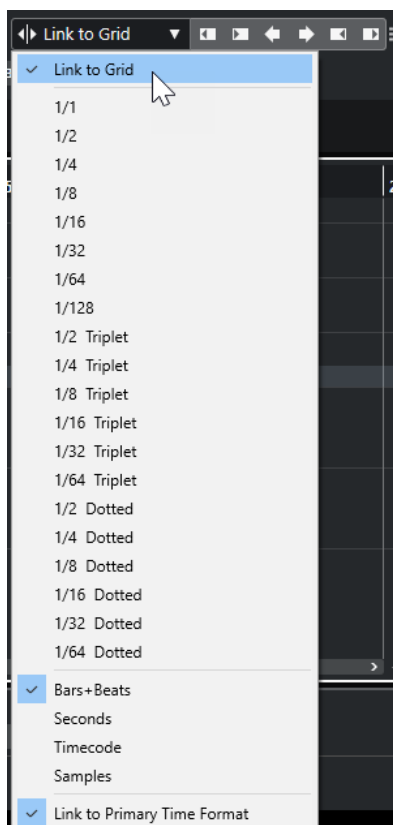 Link to Grid
Link to Grid
1/1
1/2
1/4
1/8
1/16
1/32
1/64
1/128
1/2 Triplet
1/4 Triplet
1/8 Triplet
1/16 Triplet
1/32 Triplet
1/64 Triplet
1/2 Dotted
1/4 Dotted
1/8 Dotted
1/16 Dotted
1/32 Dotted
1/64 Dotted
Bars+Beats
Seconds
Timecode
Samples
Link to Primary Time Format